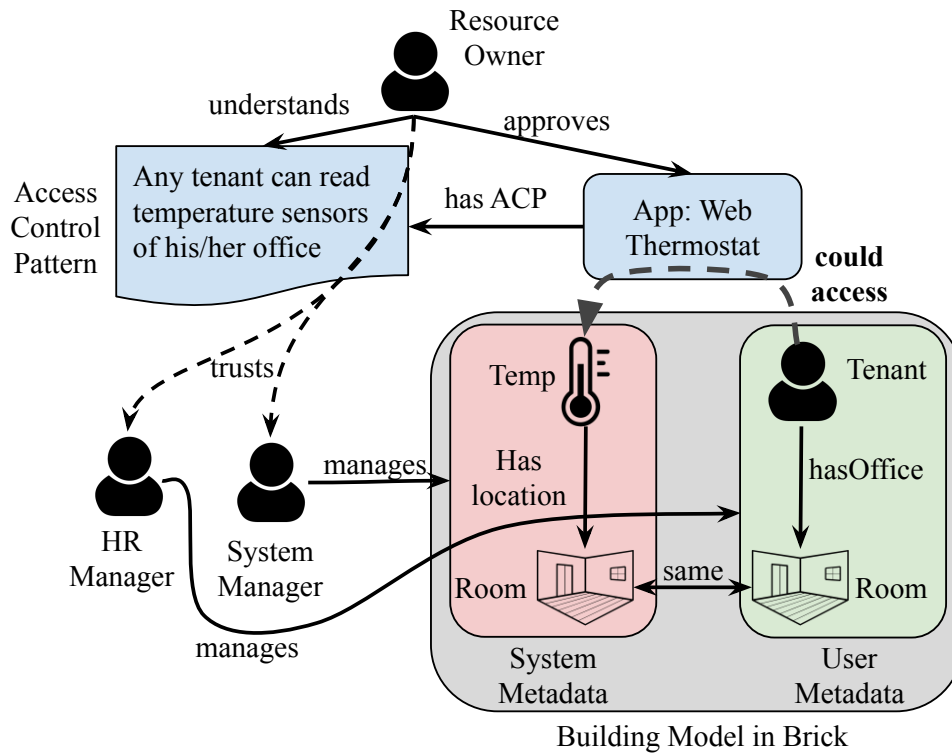 Resource
Owner
understands
approves
Access
Control
Pattern
Any tenant can read
temperature sensors
of his/her office
has ACP
App: Web
Thermostat
could
access
trusts
Temp
Tenant
manages
Has
location
hasOffice
HR
Manager
System
Manager
Room
same
Room
manages
System
Metadata
User
Metadata
Building Model in Brick